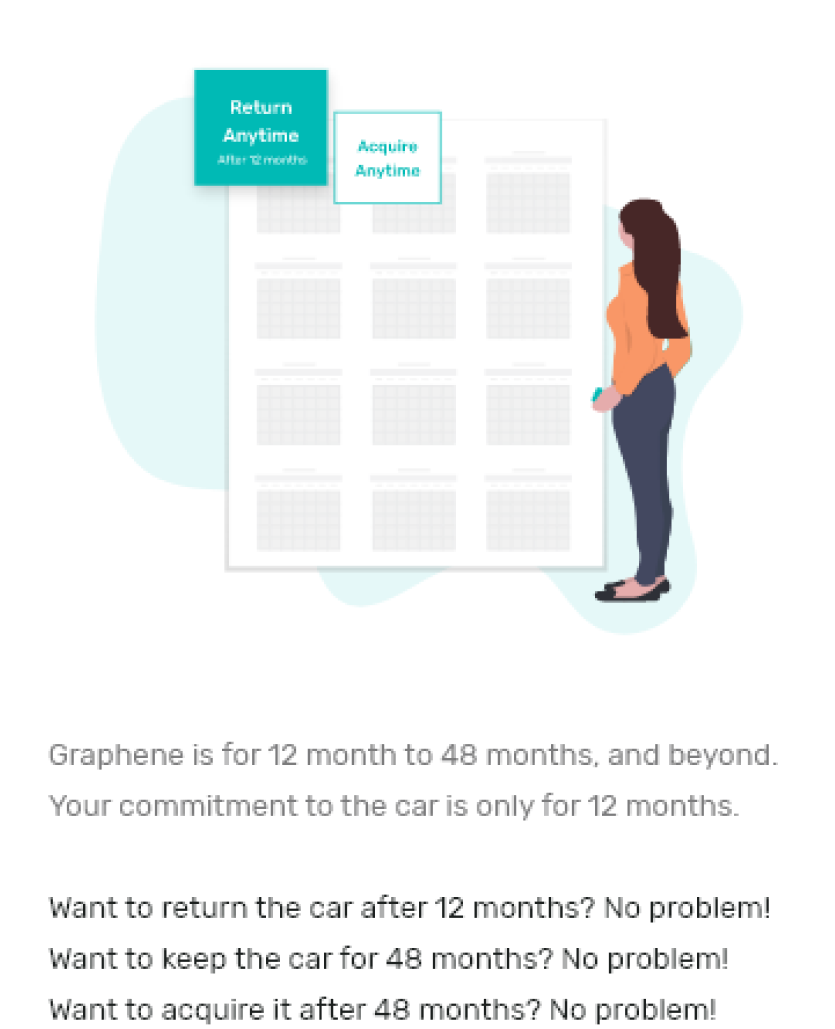 Return
Anytime
After 12 months
Acquire
Anytime
Graphene is for 12 month to 48 months, and beyond.
Your commitment to the car is only for 12 months.
Want to return the car after 12 months? No problem!
Want to keep the car for 48 months? No problem!
Want to acquire it after 48 months? No problem!